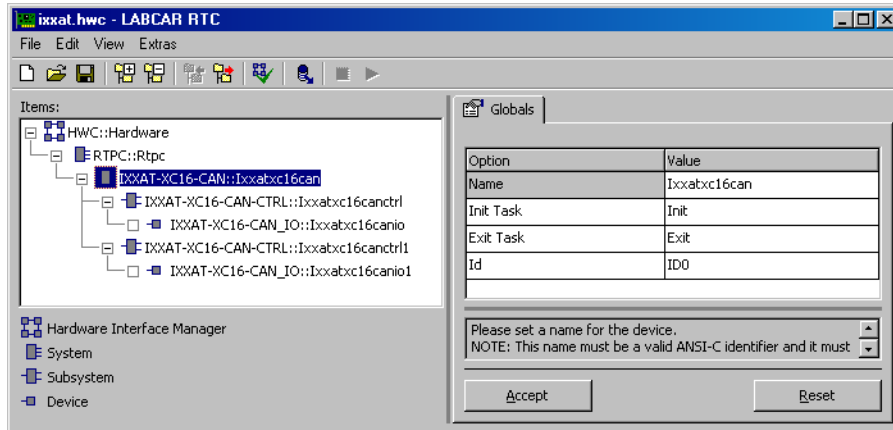 ixxat.hwc - LABCAR RTC
File Edit View Extras
Items:
HWC::Hardware
RTPC::Rtpc
IXXAT-XC16-CAN::Ixxatxc16can
IXXAT-XC16-CAN-CTRL::Ixxatxc16canctrl
IXXAT-XC16-CAN_IO::Ixxatxc16canio
IXXAT-XC16-CAN-CTRL::Ixxatxc16canctrl1
IXXAT-XC16-CAN_IO::Ixxatxc16canio1
Hardware Interface Manager
System
Subsystem
Device
Globals
Option Value
Name Ixxatxc16can
Init Task Init
Exit Task Exit
Id ID0
Please set a name for the device.
NOTE: This name must be a valid ANSI-C identifier and it must
Accept Reset